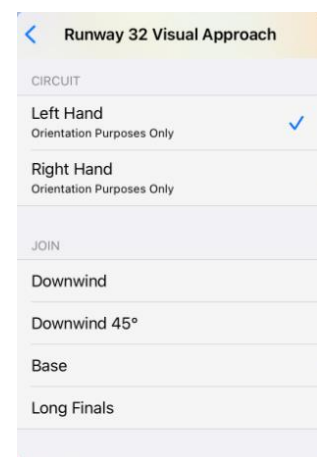 Runway 32 Visual Approach
CIRCUIT
Left Hand
Orientation Purposes Only
Right Hand
Orientation Purposes Only
JOIN
Downwind
Downwind 45°
Base
Long Finals